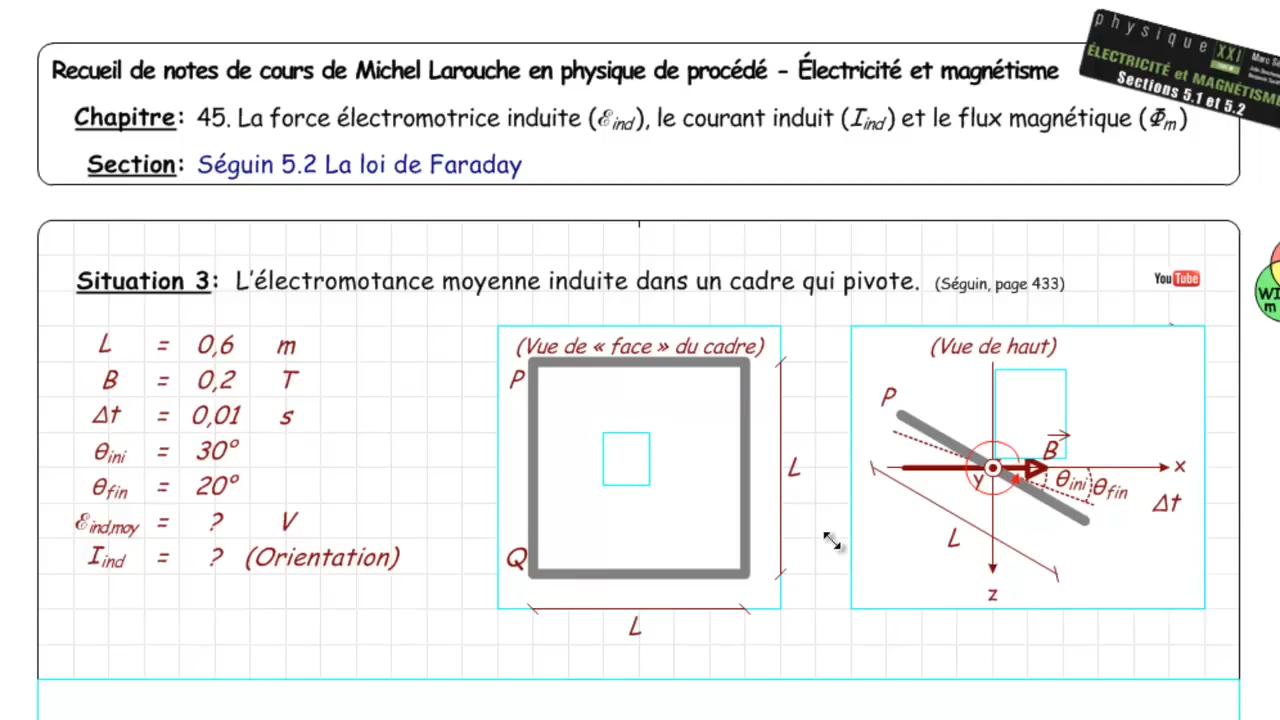 physique XXI
ÉLECTRICITÉ et MAGNÉTISME
Sections 5.1 et 5.2
Recueil de notes de cours de Michel Larouche en physique de procédé - Électricité et magnétisme
Chapitre: 45. La force électromotrice induite (ℰind), le courant induit (Iind) et le flux magnétique (Φm)
Section: Séguin 5.2 La loi de Faraday
Situation 3: L'électromotance moyenne induite dans un cadre qui pivote. (Séguin, page 433)
YouTube
L = 0,6 m
B = 0,2 T
Δt = 0,01 s
θini = 30°
θfin = 20°
ℰind,moy = ? V
Iind = ? (Orientation)
(Vue de « face » du cadre)
P
L
Q
L
(Vue de haut)
P
B
x
y
θini
θfin
Δt
L
z
WI
m